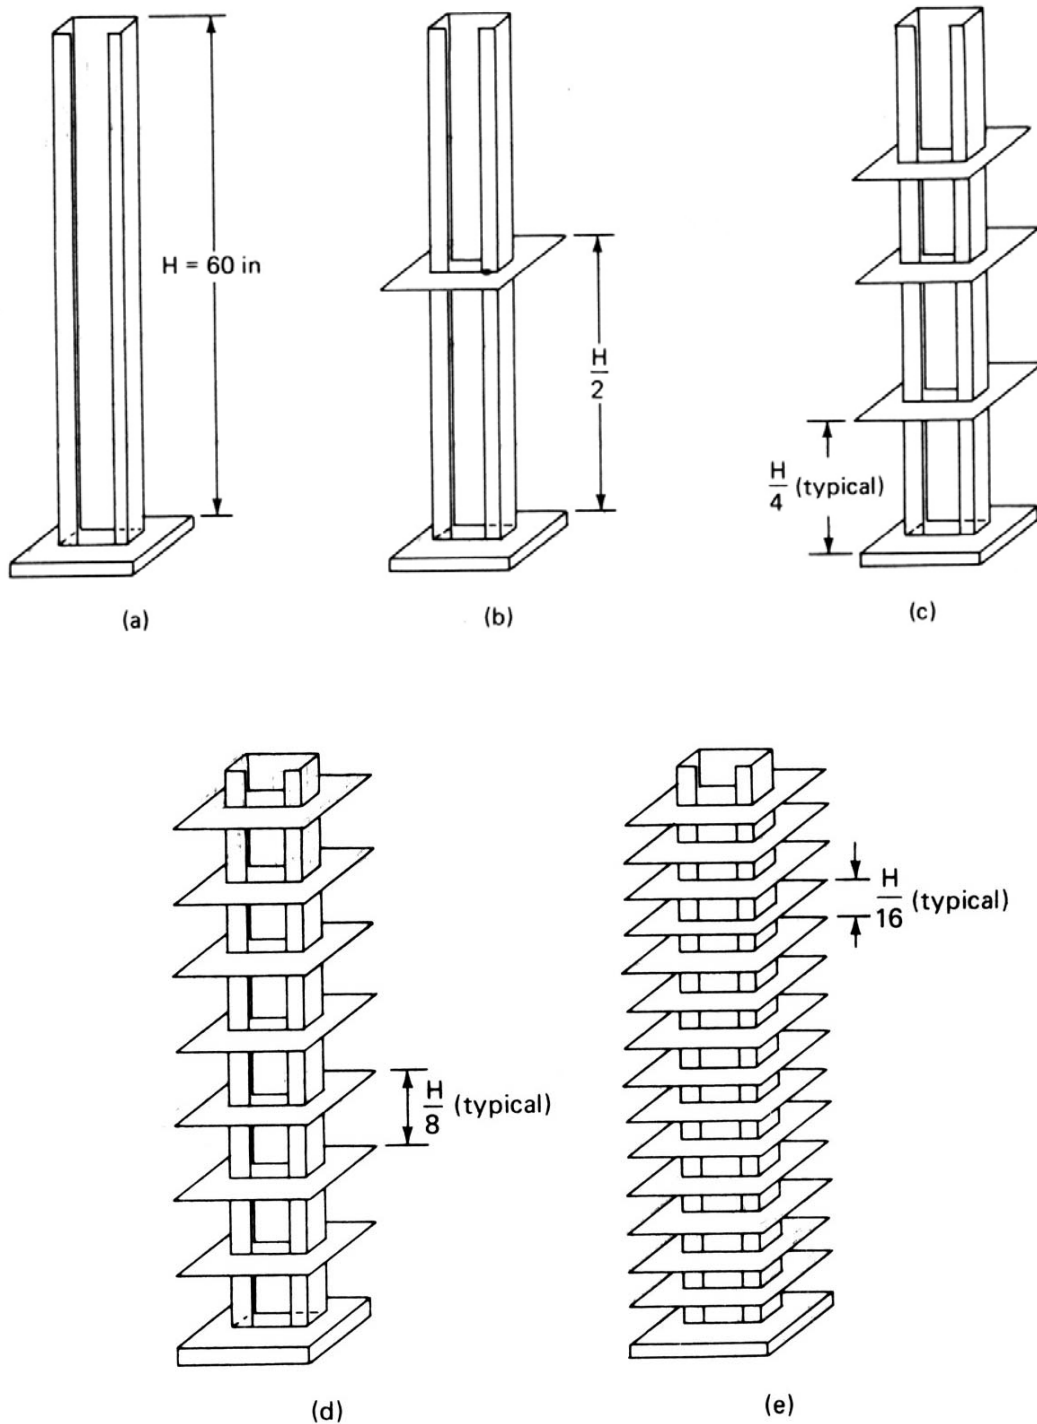 H = 60 in
H/2
H/4 (typical)
(a)
(b)
(c)
H/8 (typical)
H/16 (typical)
(d)
(e)